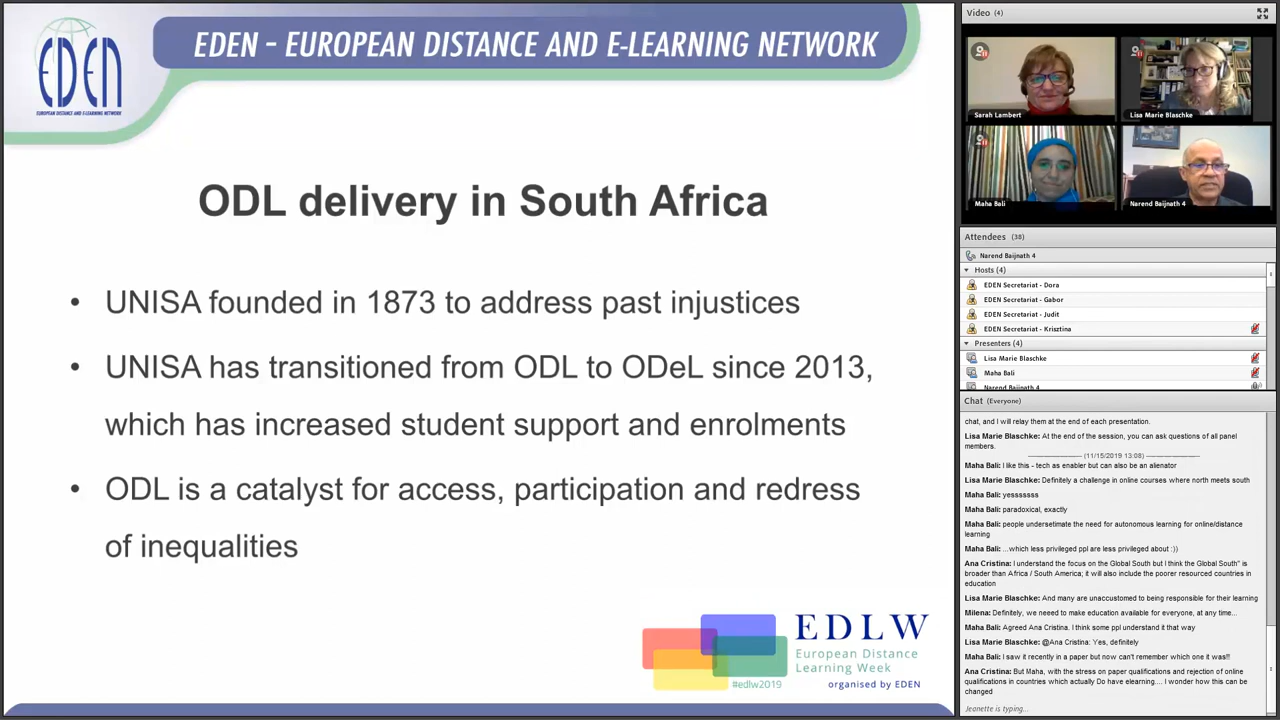 EDEN
EUROPEAN DISTANCE AND E-LEARNING NETWORK
EDEN - EUROPEAN DISTANCE AND E-LEARNING NETWORK
ODL delivery in South Africa
• UNISA founded in 1873 to address past injustices
• UNISA has transitioned from ODL to ODeL since 2013,
which has increased student support and enrolments
• ODL is a catalyst for access, participation and redress
of inequalities
EDLW
European Distance
Learning Week
#edlw2019
organised by EDEN
Video (4)
Sarah Lambert
Lisa Marie Blaschke
Maha Bali
Narend Baijnath 4
Attendees (38)
Narend Baijnath 4
Hosts (4)
EDEN Secretariat - Dora
EDEN Secretariat - Gabor
EDEN Secretariat - Judit
EDEN Secretariat - Krisztina
Presenters (4)
Lisa Marie Blaschke
Maha Bali
Narend Baijnath 4
Chat (Everyone)
chat, and I will relay them at the end of each presentation.
Lisa Marie Blaschke: At the end of the session, you can ask questions of all panel
members.
(11/15/2019 13:08)
Maha Bali: I like this - tech as enabler but can also be an alienator
Lisa Marie Blaschke: Definitely a challenge in online courses where north meets south
Maha Bali: yesssssss
Maha Bali: paradoxical, exactly
Maha Bali: people undersetimate the need for autonomous learning for online/distance
learning
Maha Bali: ...which less privileged ppl are less privileged about :))
Ana Cristina: I understand the focus on the Global South but I think the Global South" is
broader than Africa / South America; it will also include the poorer resourced countries in
education
Lisa Marie Blaschke: And many are unaccustomed to being responsible for their learning
Milena: Definitely, we need to make education available for everyone, at any time...
Maha Bali: Agreed Ana Cristina. I think some ppl understand it that way
Lisa Marie Blaschke: @Ana Cristina: Yes, definitely
Maha Bali: I saw it recently in a paper but now can't remember which one it was!!
Ana Cristina: But Maha, with the stress on paper qualifications and rejection of online
qualifications in countries which actually Do have elearning.... I wonder how this can be
changed
Jeanette is typing...